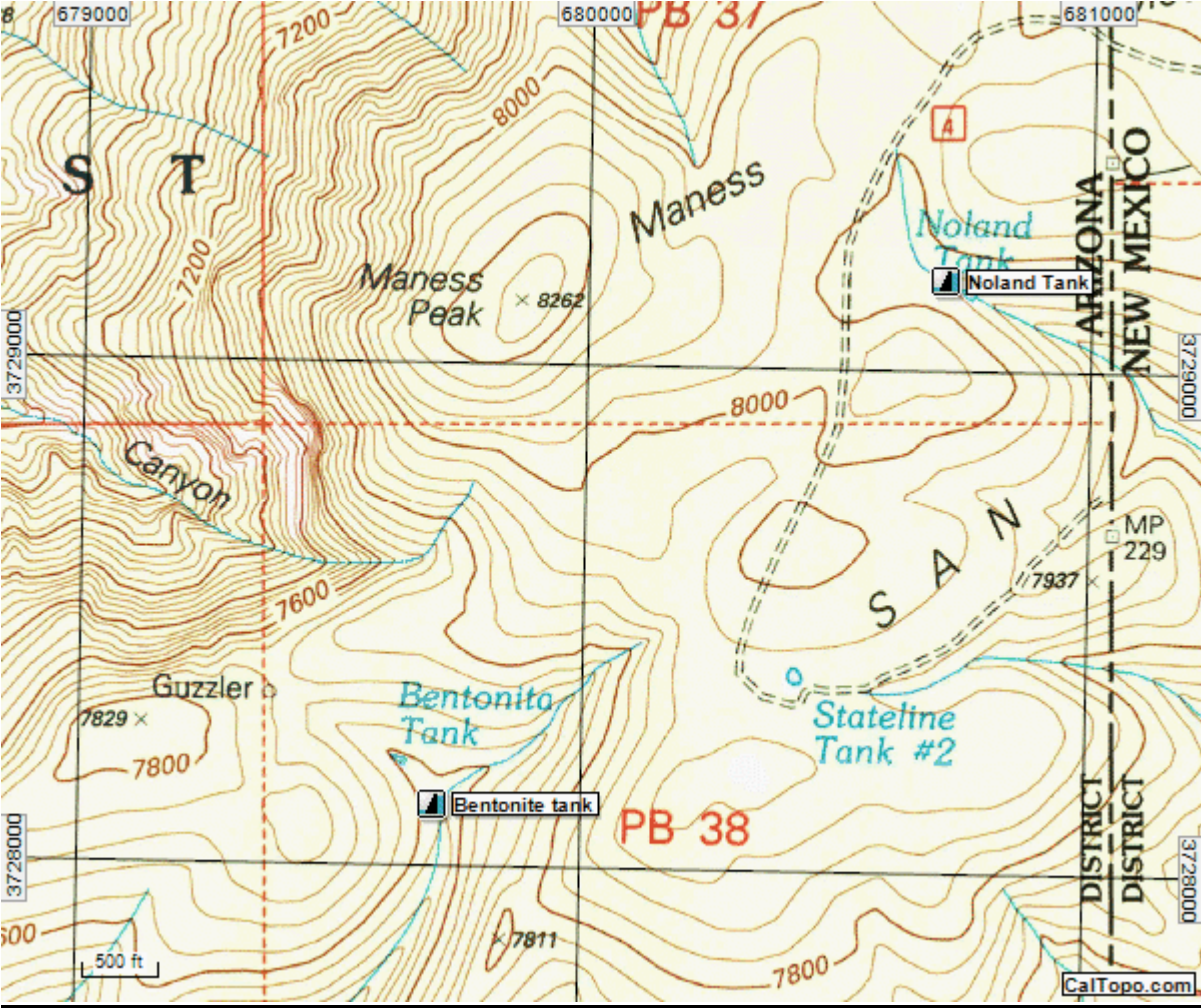 679000
680000
681000
PB 37
7200
8000
4
S T
Maness
ARIZONA
NEW MEXICO
Noland
Tank
7200
Maness
Peak
8262
Noland Tank
3729000
3729000
8000
Canyon
S A N
MP
229
7937
7600
Guzzler
Bentonite
Tank
7829
Stateline
Tank #2
7800
Bentonite tank
PB 38
DISTRICT
DISTRICT
3728000
3728000
7811
500 ft
7800
CalTopo.com